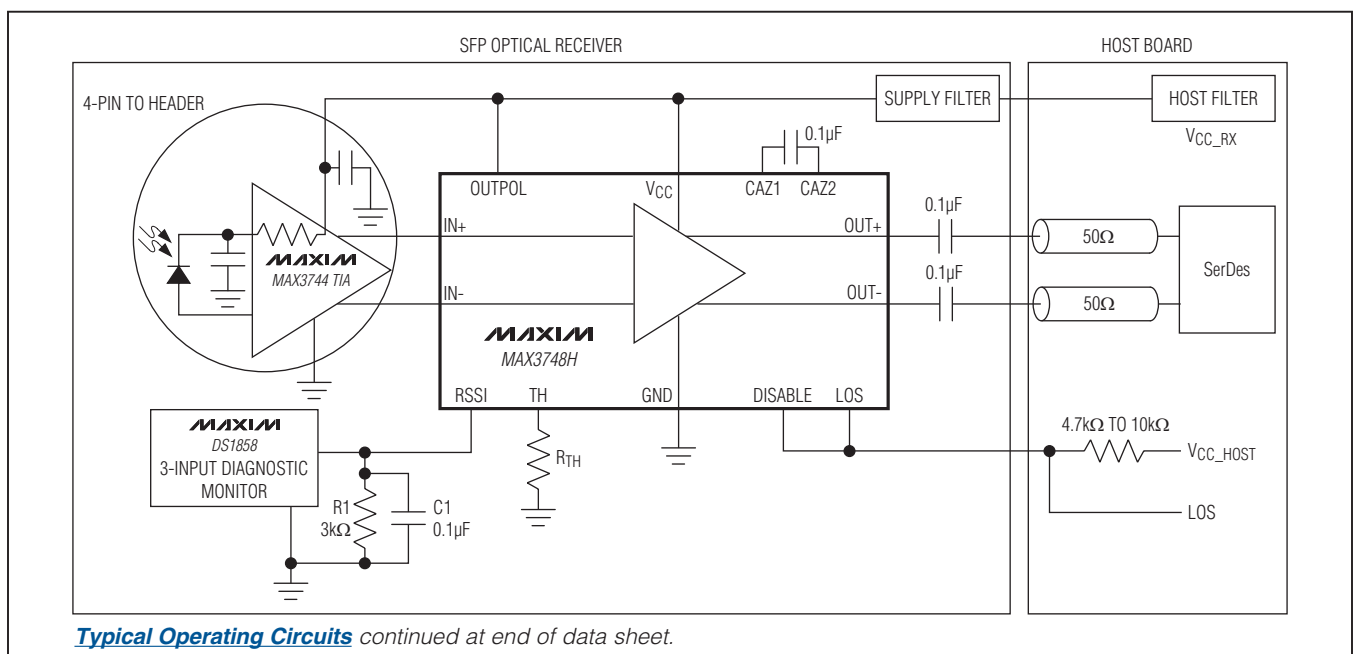 SFP OPTICAL RECEIVER
HOST BOARD
4-PIN TO HEADER
SUPPLY FILTER
HOST FILTER
VCC_RX
0.1µF
OUTPOL
VCC
CAZ1
CAZ2
IN+
OUT+
0.1µF
50Ω
SerDes
MAXIM
MAX3744 TIA
0.1µF
IN-
OUT-
50Ω
MAXIM
MAX3748H
RSSI
TH
GND
DISABLE
LOS
MAXIM
DS1858
3-INPUT DIAGNOSTIC
MONITOR
RTH
4.7kΩ TO 10kΩ
VCC_HOST
R1
3kΩ
C1
0.1µF
LOS
Typical Operating Circuits continued at end of data sheet.